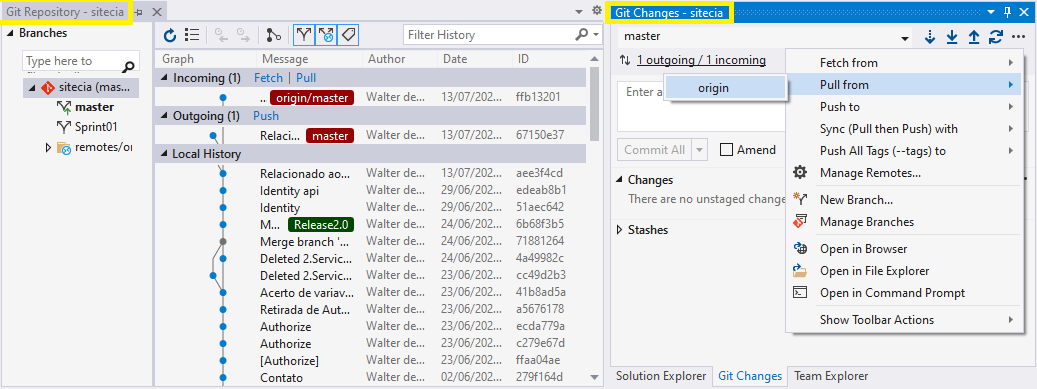 Git Repository - sitecia
Branches
Type here to
sitecia (mas...
master
Sprint01
remotes/or
Filter History
Graph Message Author Date ID
Incoming (1) Fetch | Pull
.. origin/master Walter de... 13/07/202... ffb13201
Outgoing (1) Push
Relaci... master Walter de... 13/07/202... 67150e37
Local History
Relacionado ao... Walter de... 13/07/202... aee3f4cd
Identity api Walter de... 29/06/202... edeab8b1
Identity Walter de... 29/06/202... 51aec642
M... Release2.0 Walter de... 24/06/202... 6b68f3b5
Merge branch '... Walter de... 24/06/202... 71881264
Deleted 2.Servic... Walter de... 24/06/202... 4a49982c
Deleted 2.Servic... Walter de... 23/06/202... cc49d2b3
Acerto de variav... Walter de... 23/06/202... 41b8ad5a
Retirada de Aut... Walter de... 23/06/202... a5676178
Authorize Walter de... 23/06/202... ecda779a
Authorize Walter de... 23/06/202... c279e67d
[Authorize] Walter de... 23/06/202... ffaa04ae
Contato Walter de... 02/06/202... 279f164d
Git Changes - sitecia
master
1 outgoing / 1 incoming
Enter a
origin
Commit All Amend
Changes
There are no unstaged change
Stashes
Fetch from
Pull from
Push to
Sync (Pull then Push) with
Push All Tags (--tags) to
Manage Remotes...
New Branch...
Manage Branches
Open in Browser
Open in File Explorer
Open in Command Prompt
Show Toolbar Actions
Solution Explorer Git Changes Team Explorer